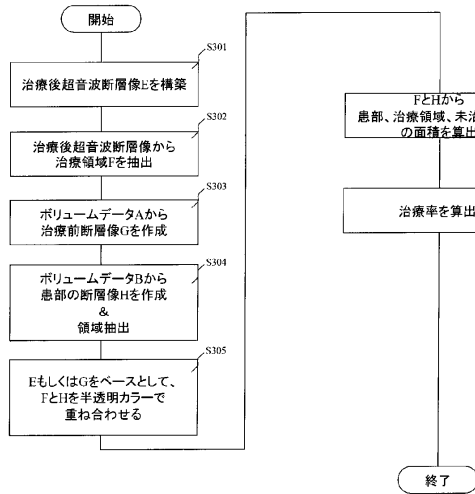 開始
S301
治療後超音波断層像Eを構築
S302
治療後超音波断層像から
治療領域Fを抽出
S303
ボリュームデータAから
治療前断層像Gを作成
S304
ボリュームデータBから
患部の断層像Hを作成
&
領域抽出
S305
EもしくはGをベースとして、
FとHを半透明カラーで
重ね合わせる
FとHから
患部、治療領域、未治
の面積を算出
治療率を算出
終了